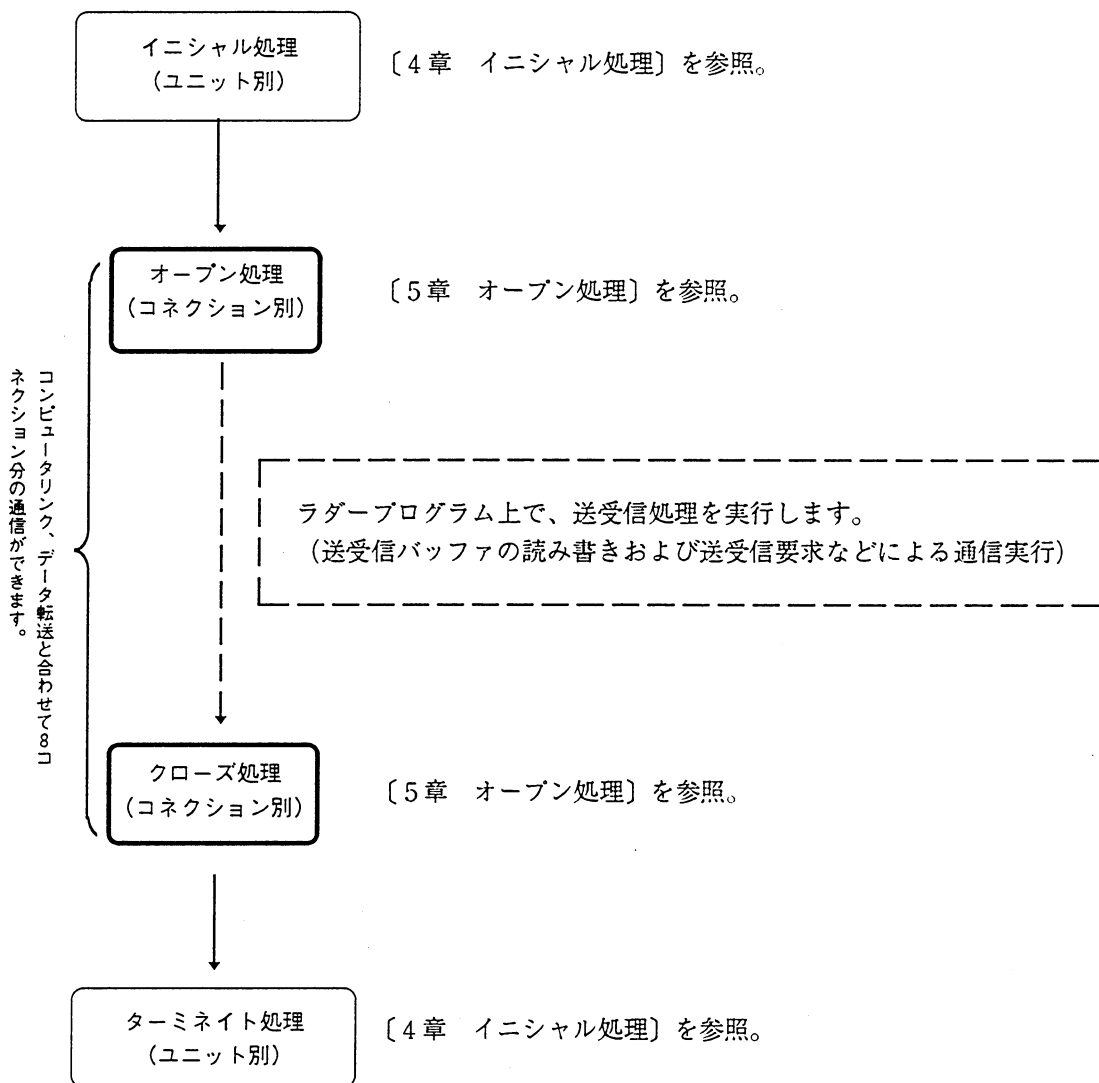 イニシャル処理
(ユニット別)
〔4章　イニシャル処理〕を参照。
オープン処理
(コネクション別)
〔5章　オープン処理〕を参照。
コンピュータリンク、データ転送と合わせて8コ
ネクション分の通信ができます。
ラダープログラム上で、送受信処理を実行します。
(送受信バッファの読み書きおよび送受信要求などによる通信実行)
クローズ処理
(コネクション別)
〔5章　オープン処理〕を参照。
ターミネイト処理
(ユニット別)
〔4章　イニシャル処理〕を参照。